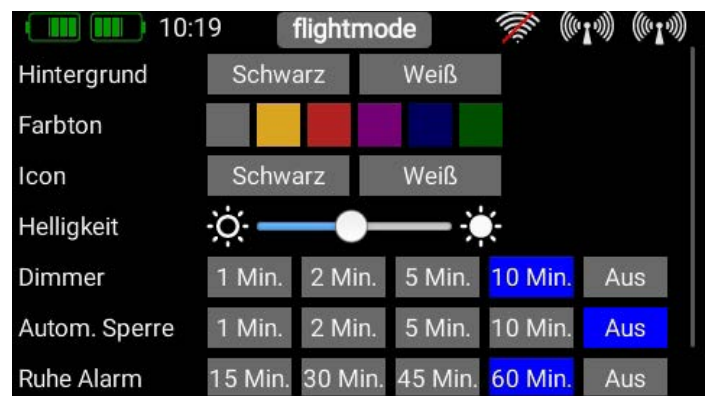 10:19 flightmode
Hintergrund Schwarz Weiß
Farbton
Icon Schwarz Weiß
Helligkeit
Dimmer 1 Min. 2 Min. 5 Min. 10 Min. Aus
Autom. Sperre 1 Min. 2 Min. 5 Min. 10 Min. Aus
Ruhe Alarm 15 Min. 30 Min. 45 Min. 60 Min. Aus